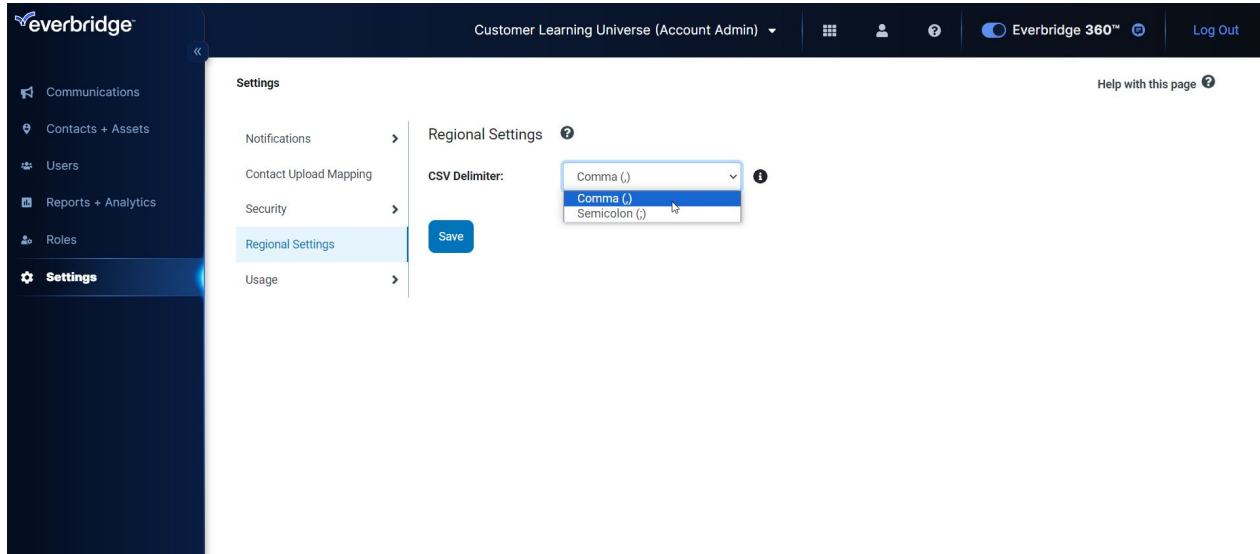 everbridge
Customer Learning Universe (Account Admin)
Everbridge 360™
Log Out
«
Communications
Contacts + Assets
Users
Reports + Analytics
Roles
Settings
Settings
Help with this page
Notifications
Contact Upload Mapping
Security
Regional Settings
Usage
Regional Settings
CSV Delimiter:
Comma (,)
Comma (,)
Semicolon (;)
Save